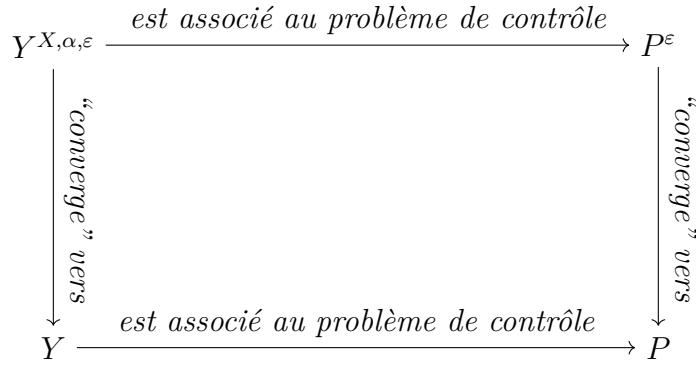 est associé au problème de contrôle
Y^{X,α,ε}
P^ε
“converge” vers
“converge” vers
est associé au problème de contrôle
Y
P